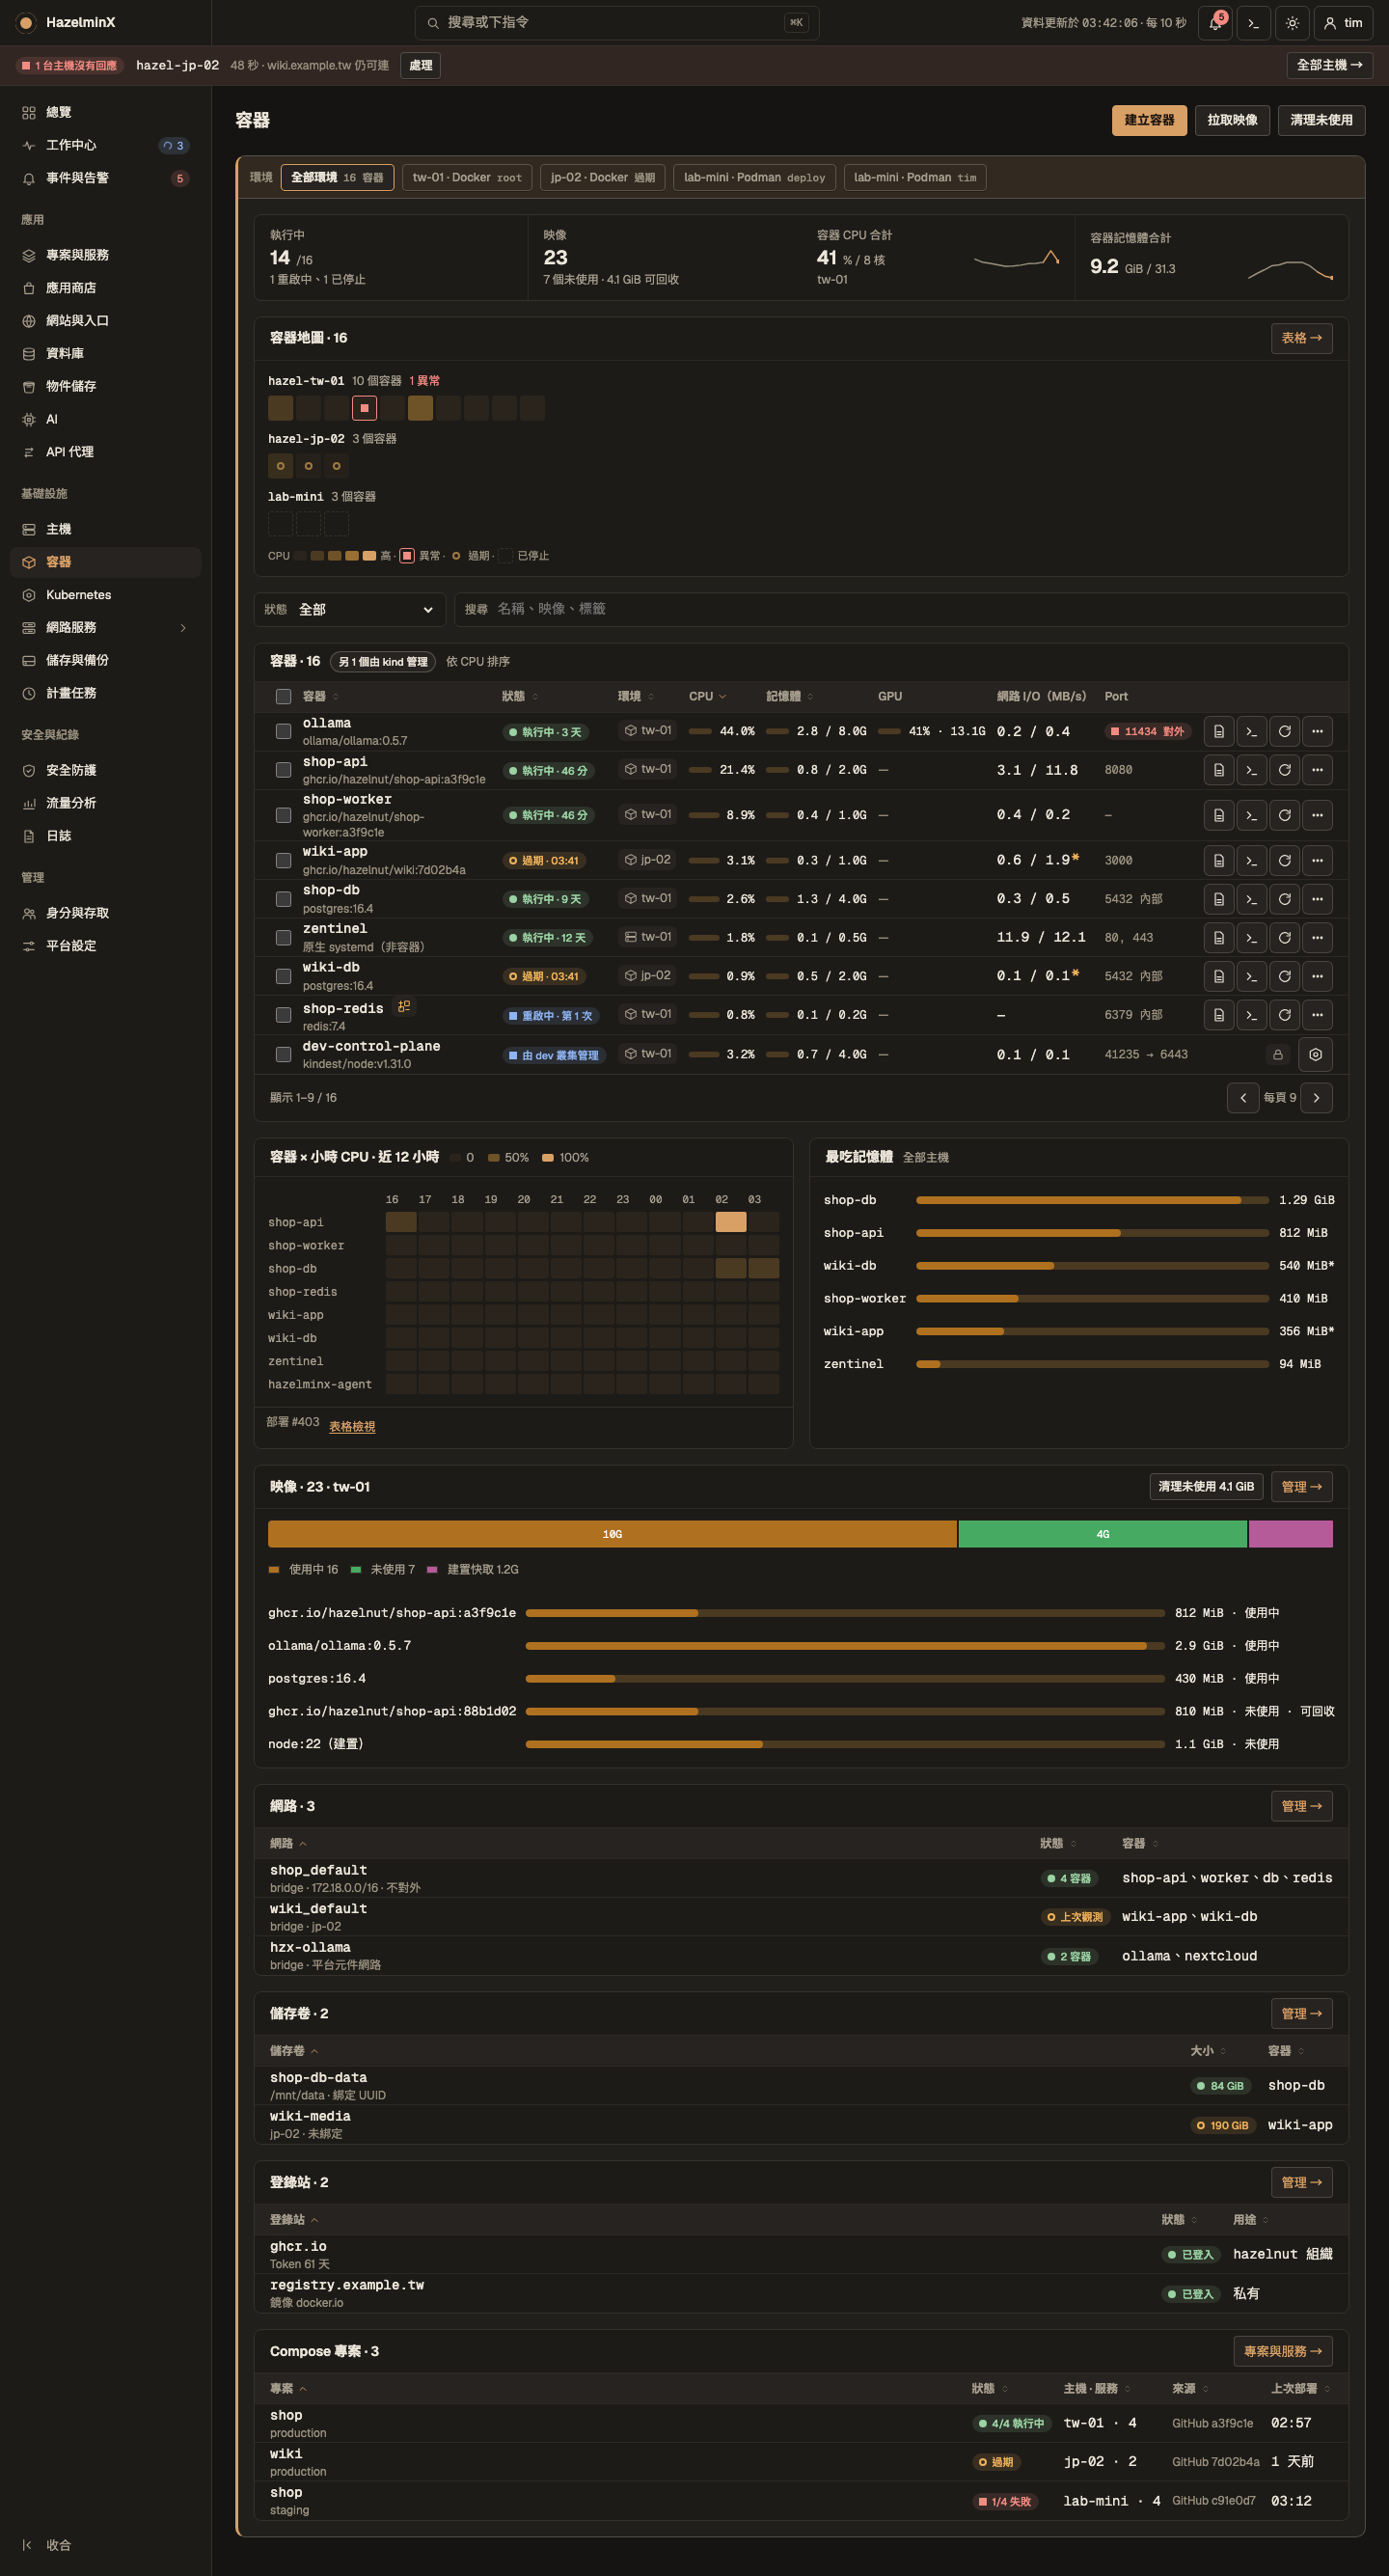 HazelminX
搜尋或下指令 ⌘K
資料更新於 03:42:06 · 每 10 秒
5
tim
1 台主機沒有回應 hazel-jp-02 48 秒 · wiki.example.tw 仍可連 處理
全部主機 →
總覽
工作中心 3
事件與告警 5
應用
專案與服務
應用商店
網站與入口
資料庫
物件儲存
AI
API 代理
基礎設施
主機
容器
Kubernetes
網路服務
儲存與備份
計畫任務
安全與紀錄
安全防護
流量分析
日誌
管理
身分與存取
平台設定
收合
容器
建立容器 拉取映像 清理未使用
環境 全部環境 16 容器 tw-01 · Docker root jp-02 · Docker 過期 lab-mini · Podman deploy lab-mini · Podman tim
執行中
14 /16
1 重啟中、1 已停止
映像
23
7 個未使用 · 4.1 GiB 可回收
容器 CPU 合計
41 % / 8 核
tw-01
容器記憶體合計
9.2 GiB / 31.3
容器地圖 · 16 表格 →
hazel-tw-01 10 個容器 1 異常
hazel-jp-02 3 個容器
lab-mini 3 個容器
CPU 高 · 異常 · 過期 · 已停止
狀態 全部
搜尋 名稱、映像、標籤
容器 · 16 另 1 個由 kind 管理 依 CPU 排序
容器 狀態 環境 CPU 記憶體 GPU 網路 I/O（MB/s） Port
ollama
ollama/ollama:0.5.7
執行中 · 3 天 tw-01 44.0% 2.8 / 8.0G 41% · 13.1G 0.2 / 0.4 11434 對外
shop-api
ghcr.io/hazelnut/shop-api:a3f9c1e
執行中 · 46 分 tw-01 21.4% 0.8 / 2.0G — 3.1 / 11.8 8080
shop-worker
ghcr.io/hazelnut/shop-
worker:a3f9c1e
執行中 · 46 分 tw-01 8.9% 0.4 / 1.0G — 0.4 / 0.2 —
wiki-app
ghcr.io/hazelnut/wiki:7d02b4a
過期 · 03:41 jp-02 3.1% 0.3 / 1.0G — 0.6 / 1.9* 3000
shop-db
postgres:16.4
執行中 · 9 天 tw-01 2.6% 1.3 / 4.0G — 0.3 / 0.5 5432 內部
zentinel
原生 systemd（非容器）
執行中 · 12 天 tw-01 1.8% 0.1 / 0.5G — 11.9 / 12.1 80, 443
wiki-db
postgres:16.4
過期 · 03:41 jp-02 0.9% 0.5 / 2.0G — 0.1 / 0.1* 5432 內部
shop-redis
redis:7.4
重啟中 · 第 1 次 tw-01 0.8% 0.1 / 0.2G — — 6379 內部
dev-control-plane
kindest/node:v1.31.0
由 dev 叢集管理 tw-01 3.2% 0.7 / 4.0G — 0.1 / 0.1 41235 → 6443
顯示 1–9 / 16 每頁 9
容器 × 小時 CPU · 近 12 小時 0 50% 100%
16 17 18 19 20 21 22 23 00 01 02 03
shop-api
shop-worker
shop-db
shop-redis
wiki-app
wiki-db
zentinel
hazelminx-agent
部署 #403 表格檢視
最吃記憶體 全部主機
shop-db 1.29 GiB
shop-api 812 MiB
wiki-db 540 MiB*
shop-worker 410 MiB
wiki-app 356 MiB*
zentinel 94 MiB
映像 · 23 · tw-01 清理未使用 4.1 GiB 管理 →
10G 4G
使用中 16 未使用 7 建置快取 1.2G
ghcr.io/hazelnut/shop-api:a3f9c1e 812 MiB · 使用中
ollama/ollama:0.5.7 2.9 GiB · 使用中
postgres:16.4 430 MiB · 使用中
ghcr.io/hazelnut/shop-api:88b1d02 810 MiB · 未使用 · 可回收
node:22（建置） 1.1 GiB · 未使用
網路 · 3 管理 →
網路 狀態 容器
shop_default
bridge · 172.18.0.0/16 · 不對外
4 容器 shop-api、worker、db、redis
wiki_default
bridge · jp-02
上次觀測 wiki-app、wiki-db
hzx-ollama
bridge · 平台元件網路
2 容器 ollama、nextcloud
儲存卷 · 2 管理 →
儲存卷 大小 容器
shop-db-data
/mnt/data · 綁定 UUID
84 GiB shop-db
wiki-media
jp-02 · 未綁定
190 GiB wiki-app
登錄站 · 2 管理 →
登錄站 狀態 用途
ghcr.io
Token 61 天
已登入 hazelnut 組織
registry.example.tw
鏡像 docker.io
已登入 私有
Compose 專案 · 3 專案與服務 →
專案 狀態 主機 · 服務 來源 上次部署
shop
production
4/4 執行中 tw-01 · 4 GitHub a3f9c1e 02:57
wiki
production
過期 jp-02 · 2 GitHub 7d02b4a 1 天前
shop
staging
1/4 失敗 lab-mini · 4 GitHub c91e0d7 03:12